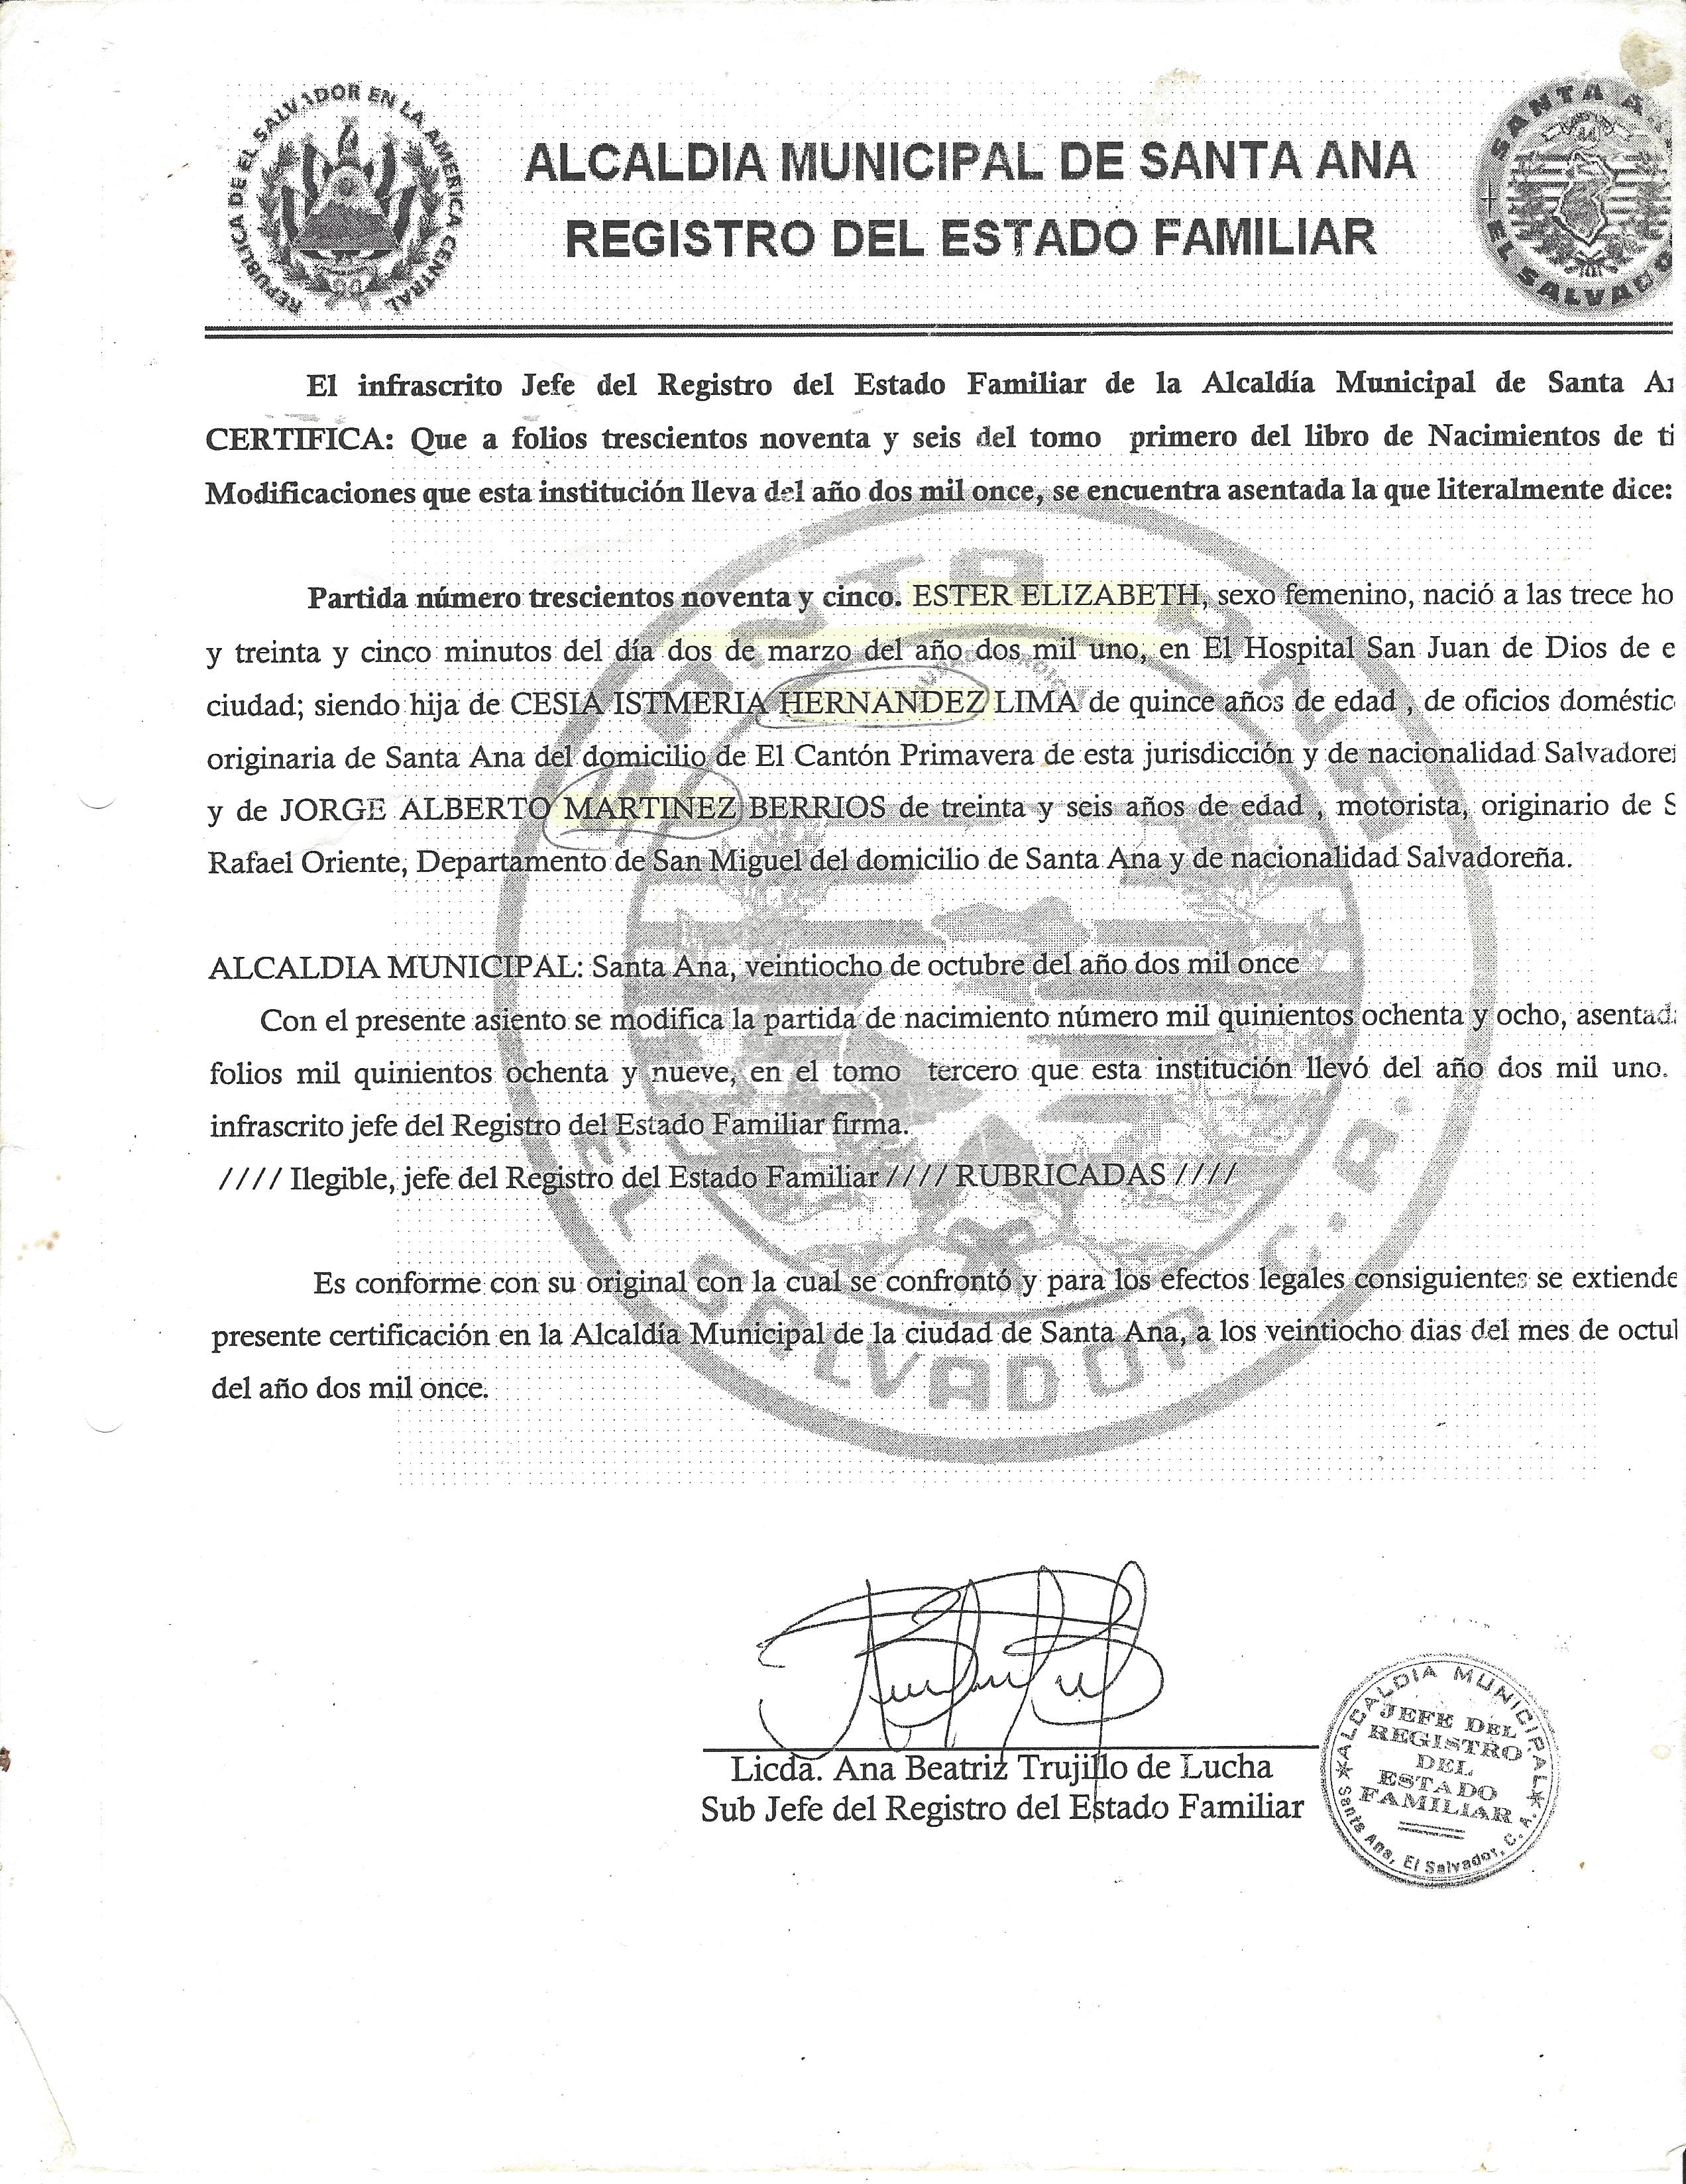 REPUBLICA DE EL SALVADOR EN LA AMERICA CENTRAL
ALCALDIA MUNICIPAL DE SANTA ANA
REGISTRO DEL ESTADO FAMILIAR
SANTA A
EL SALVADO
El infrascrito Jefe del Registro del Estado Familiar de la Alcaldía Municipal de Santa A
CERTIFICA: Que a folios trescientos noventa y seis del tomo primero del libro de Nacimientos de ti
Modificaciones que esta institución lleva del año dos mil once, se encuentra asentada la que literalmente dice:
Partida número trescientos noventa y cinco. ESTER ELIZABETH, sexo femenino, nació a las trece ho
y treinta y cinco minutos del día dos de marzo del año dos mil uno, en El Hospital San Juan de Dios de e
ciudad; siendo hija de CESIA ISTMERIA HERNANDEZ LIMA de quince años de edad , de oficios doméstic
originaria de Santa Ana del domicilio de El Cantón Primavera de esta jurisdicción y de nacionalidad Salvadore
y de JORGE ALBERTO MARTINEZ BERRIOS de treinta y seis años de edad , motorista, originario de S
Rafael Oriente, Departamento de San Miguel del domicilio de Santa Ana y de nacionalidad Salvadoreña.
ALCALDIA MUNICIPAL: Santa Ana, veintiocho de octubre del año dos mil once
Con el presente asiento se modifica la partida de nacimiento número mil quinientos ochenta y ocho, asentad
folios mil quinientos ochenta y nueve, en el tomo tercero que esta institución llevó del año dos mil uno.
infrascrito jefe del Registro del Estado Familiar firma.
//// Ilegible, jefe del Registro del Estado Familiar //// RUBRICADAS ////
Es conforme con su original con la cual se confrontó y para los efectos legales consiguientes se extiende
presente certificación en la Alcaldía Municipal de la ciudad de Santa Ana, a los veintiocho dias del mes de octu
del año dos mil once.
EL SALVADOR C.A.
Licda. Ana Beatriz Trujillo de Lucha
Sub Jefe del Registro del Estado Familiar
ALCALDIA MUNICIPAL
JEFE DEL
REGISTRO
DEL
ESTADO
FAMILIAR
Santa Ana, El Salvador, C. A.